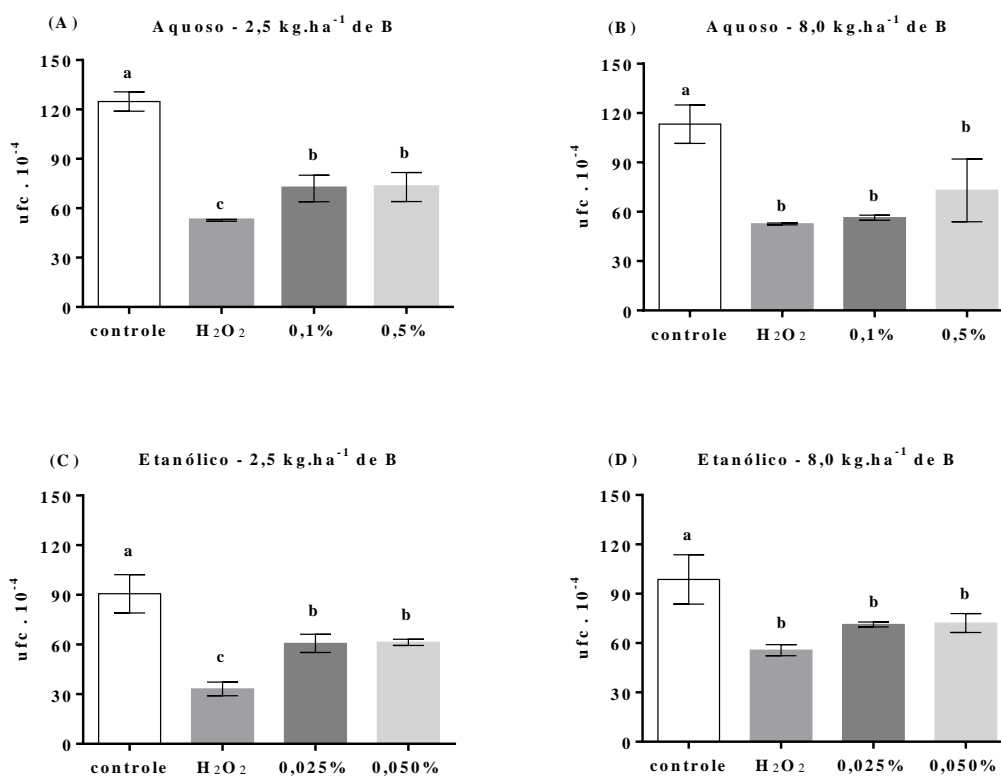 (A) Aquoso - 2,5 kg.ha⁻¹ de B
150
120
90
60
30
0
ufc . 10⁻⁴
a
c
b
b
controle H₂O₂ 0,1% 0,5%
(B) Aquoso - 8,0 kg.ha⁻¹ de B
150
120
90
60
30
0
ufc . 10⁻⁴
a
b
b
b
controle H₂O₂ 0,1% 0,5%
(C) Etanólico - 2,5 kg.ha⁻¹ de B
150
120
90
60
30
0
ufc . 10⁻⁴
a
c
b
b
controle H₂O₂ 0,025% 0,050%
(D) Etanólico - 8,0 kg.ha⁻¹ de B
150
120
90
60
30
0
ufc . 10⁻⁴
a
b
b
b
controle H₂O₂ 0,025% 0,050%